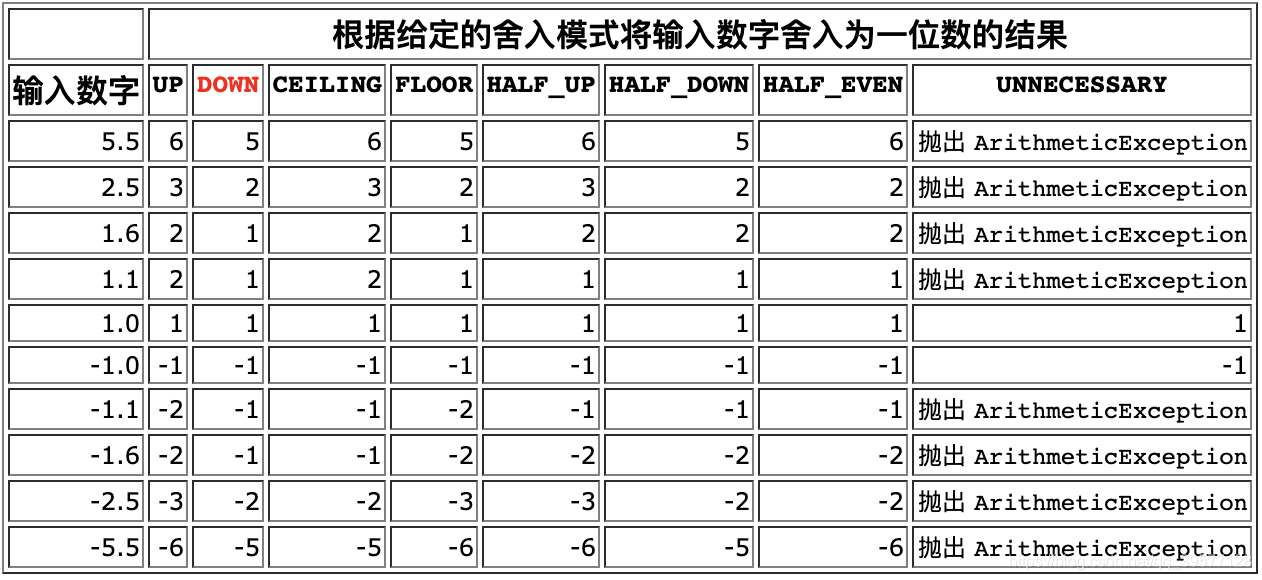 根据给定的舍入模式将输入数字舍入为一位数的结果
输入数字 UP DOWN CEILING FLOOR HALF_UP HALF_DOWN HALF_EVEN UNNECESSARY
5.5 6 5 6 5 6 5 6 抛出 ArithmeticException
2.5 3 2 3 2 3 2 2 抛出 ArithmeticException
1.6 2 1 2 1 2 2 2 抛出 ArithmeticException
1.1 2 1 2 1 1 1 1 抛出 ArithmeticException
1.0 1 1 1 1 1 1 1 1
-1.0 -1 -1 -1 -1 -1 -1 -1 -1
-1.1 -2 -1 -1 -2 -1 -1 -1 抛出 ArithmeticException
-1.6 -2 -1 -1 -2 -2 -2 -2 抛出 ArithmeticException
-2.5 -3 -2 -2 -3 -3 -2 -2 抛出 ArithmeticException
-5.5 -6 -5 -5 -6 -6 -5 -6 抛出 ArithmeticException